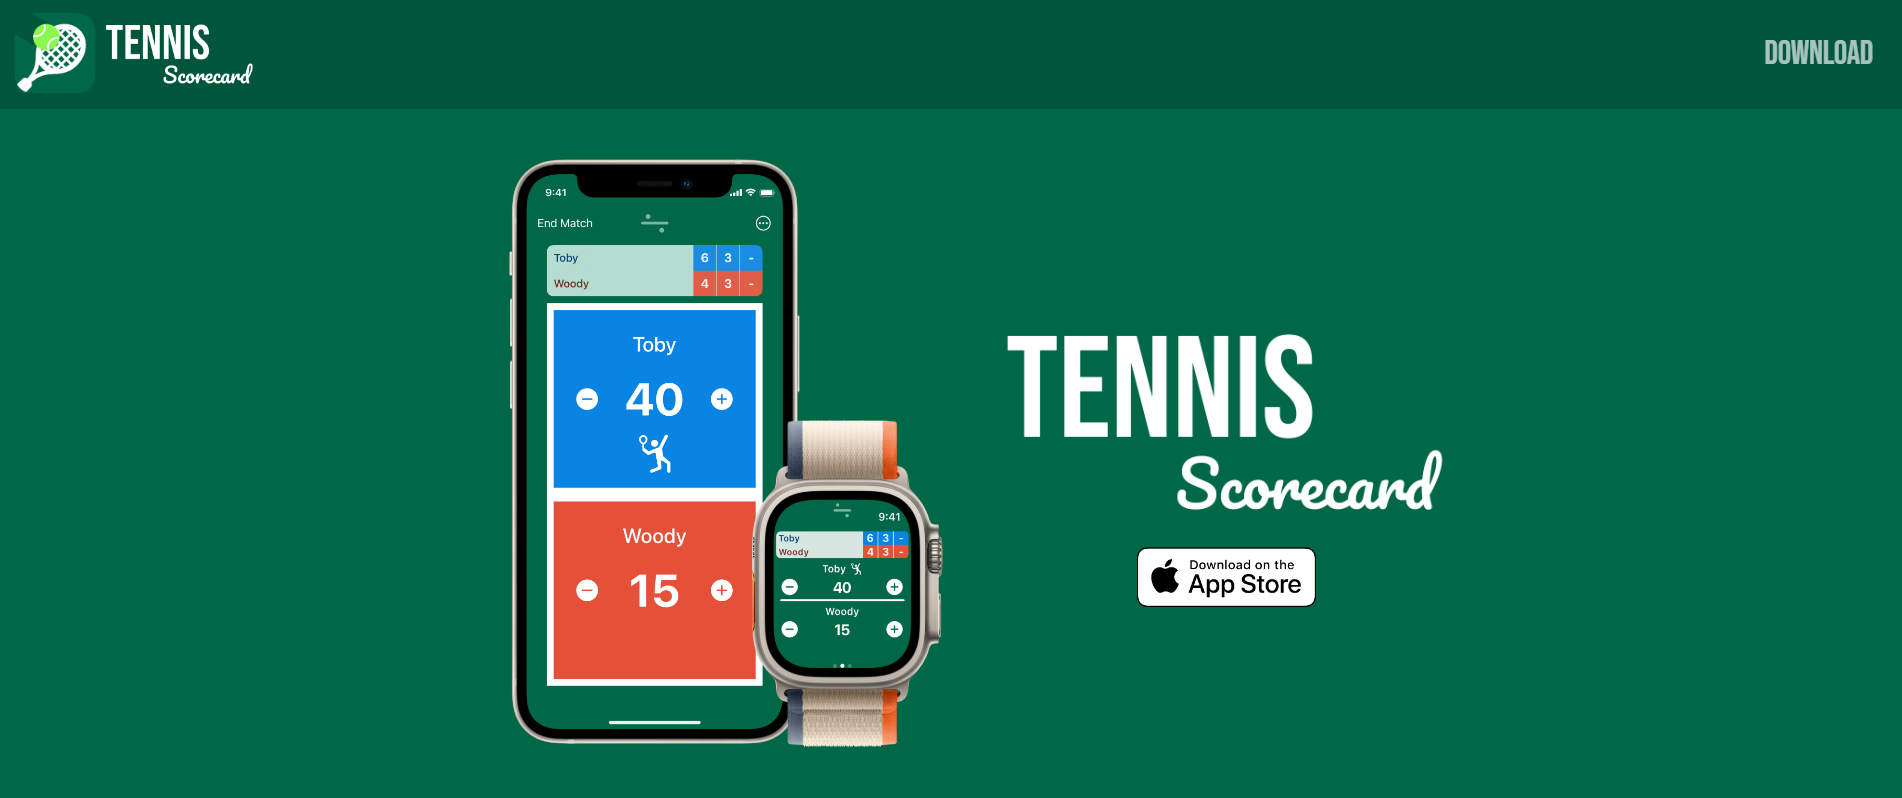 TENNIS
Scorecard
DOWNLOAD
9:41
End Match
Toby 6 3 -
Woody 4 3 -
Toby
40
Woody
15
9:41
Toby 6 3 -
Woody 4 3 -
Toby
40
Woody
15
TENNIS
Scorecard
Download on the
App Store